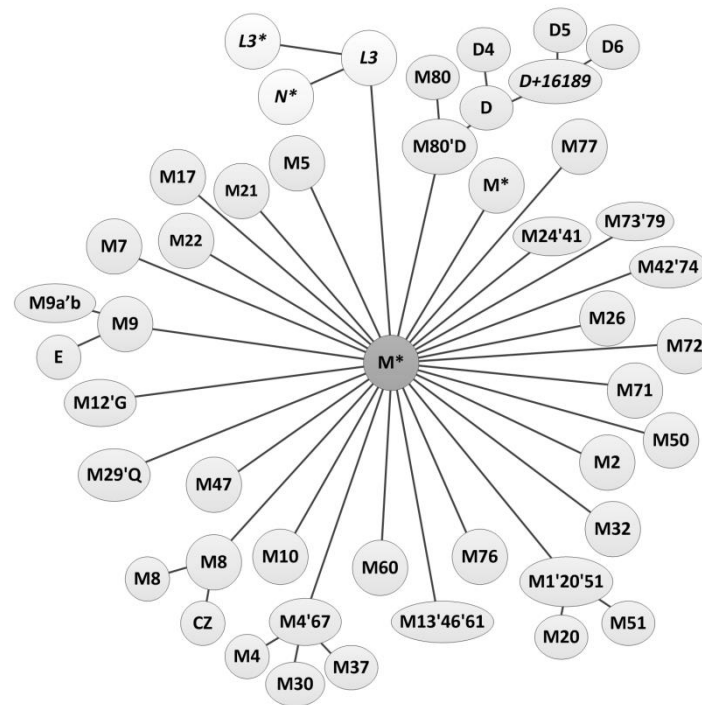 L3*
L3
N*
D5
D4
D6
M80
D+16189
D
M80'D
M77
M5
M17
M21
M*
M73'79
M22
M24'41
M7
M42'74
M9a'b
M9
M26
E
M72
M*
M71
M12'G
M50
M2
M29'Q
M47
M32
M8
M8
M10
M60
M76
M1'20'51
CZ
M4'67
M13'46'61
M51
M20
M4
M37
M30